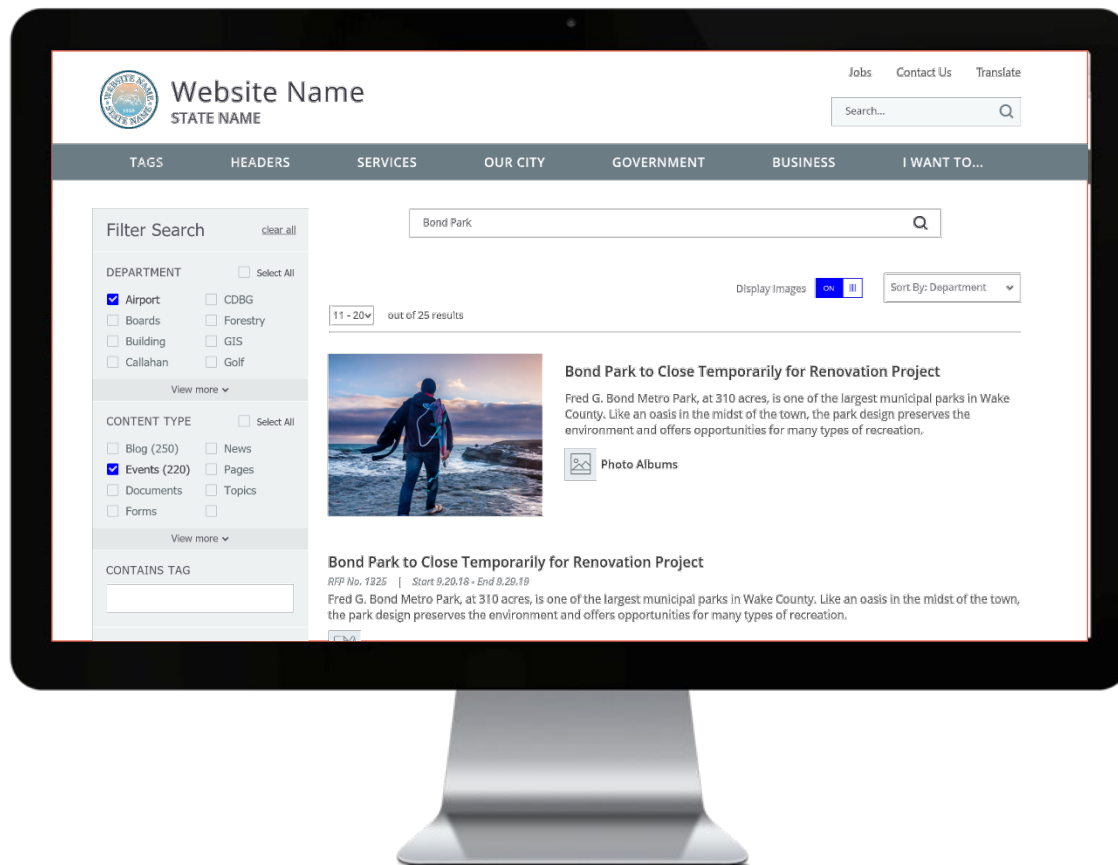 Jobs Contact Us Translate
WEBSITE NAME
STATE NAME
Website Name
STATE NAME
Search...
TAGS HEADERS SERVICES OUR CITY GOVERNMENT BUSINESS I WANT TO...
Filter Search clear all
DEPARTMENT Select All
Airport CDBG
Boards Forestry
Building GIS
Callahan Golf
View more
CONTENT TYPE Select All
Blog (250) News
Events (220) Pages
Documents Topics
Forms
View more
CONTAINS TAG
Bond Park
Display Images ON Sort By: Department
11 - 20 out of 25 results
Bond Park to Close Temporarily for Renovation Project
Fred G. Bond Metro Park, at 310 acres, is one of the largest municipal parks in Wake
County. Like an oasis in the midst of the town, the park design preserves the
environment and offers opportunities for many types of recreation.
Photo Albums
Bond Park to Close Temporarily for Renovation Project
RFP No. 1325 | Start 9.20.18 - End 9.29.19
Fred G. Bond Metro Park, at 310 acres, is one of the largest municipal parks in Wake County. Like an oasis in the midst of the town,
the park design preserves the environment and offers opportunities for many types of recreation.